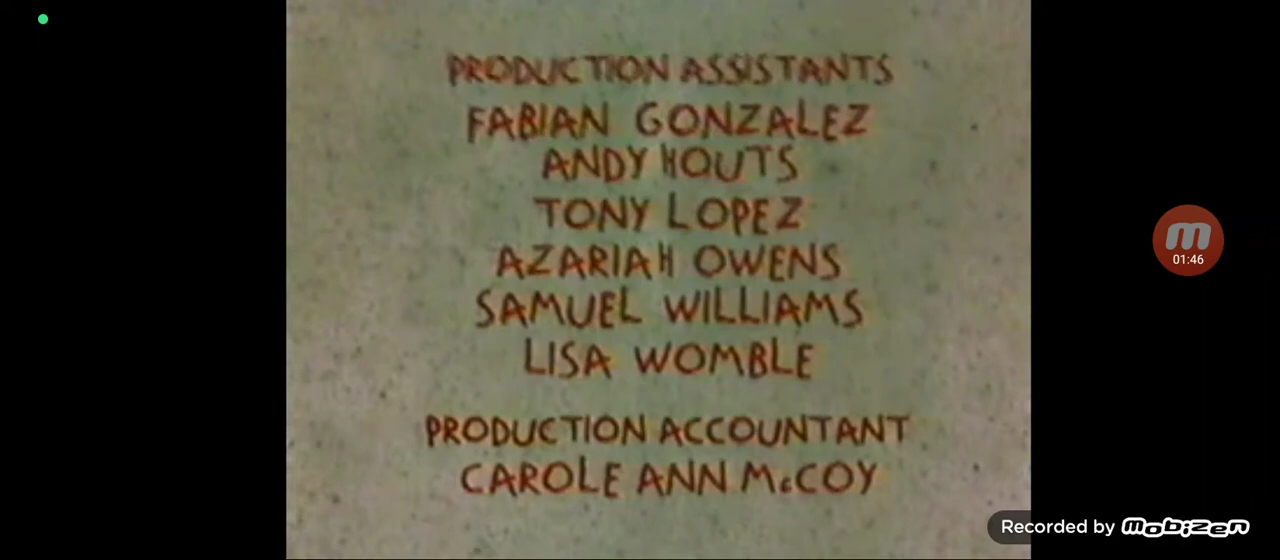 PRODUCTION ASSISTANTS
FABIAN GONZALEZ
ANDY HOUTS
TONY LOPEZ
AZARIAH OWENS
SAMUEL WILLIAMS
LISA WOMBLE
PRODUCTION ACCOUNTANT
CAROLE ANN McCOY
01:46
Recorded by mobizen